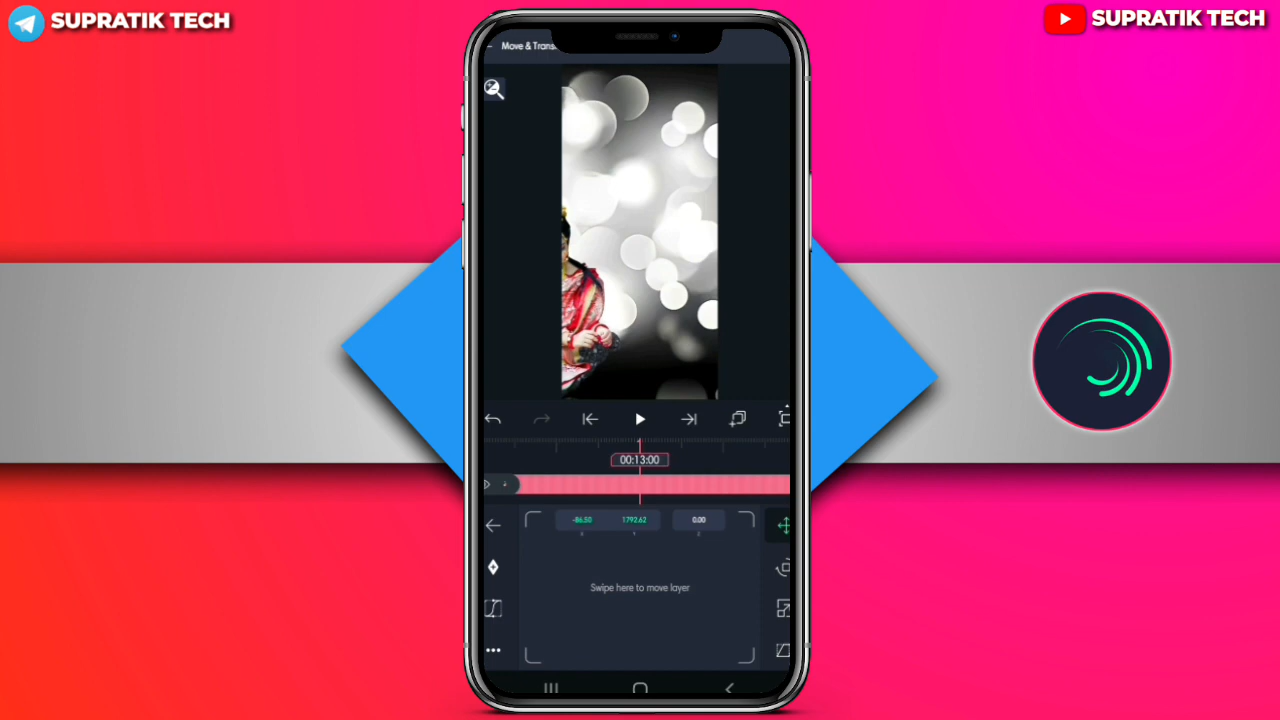 SUPRATIK TECH
SUPRATIK TECH
Move & Trans
00:13:00
-86.50 1792.62 0.00
Swipe here to move layer